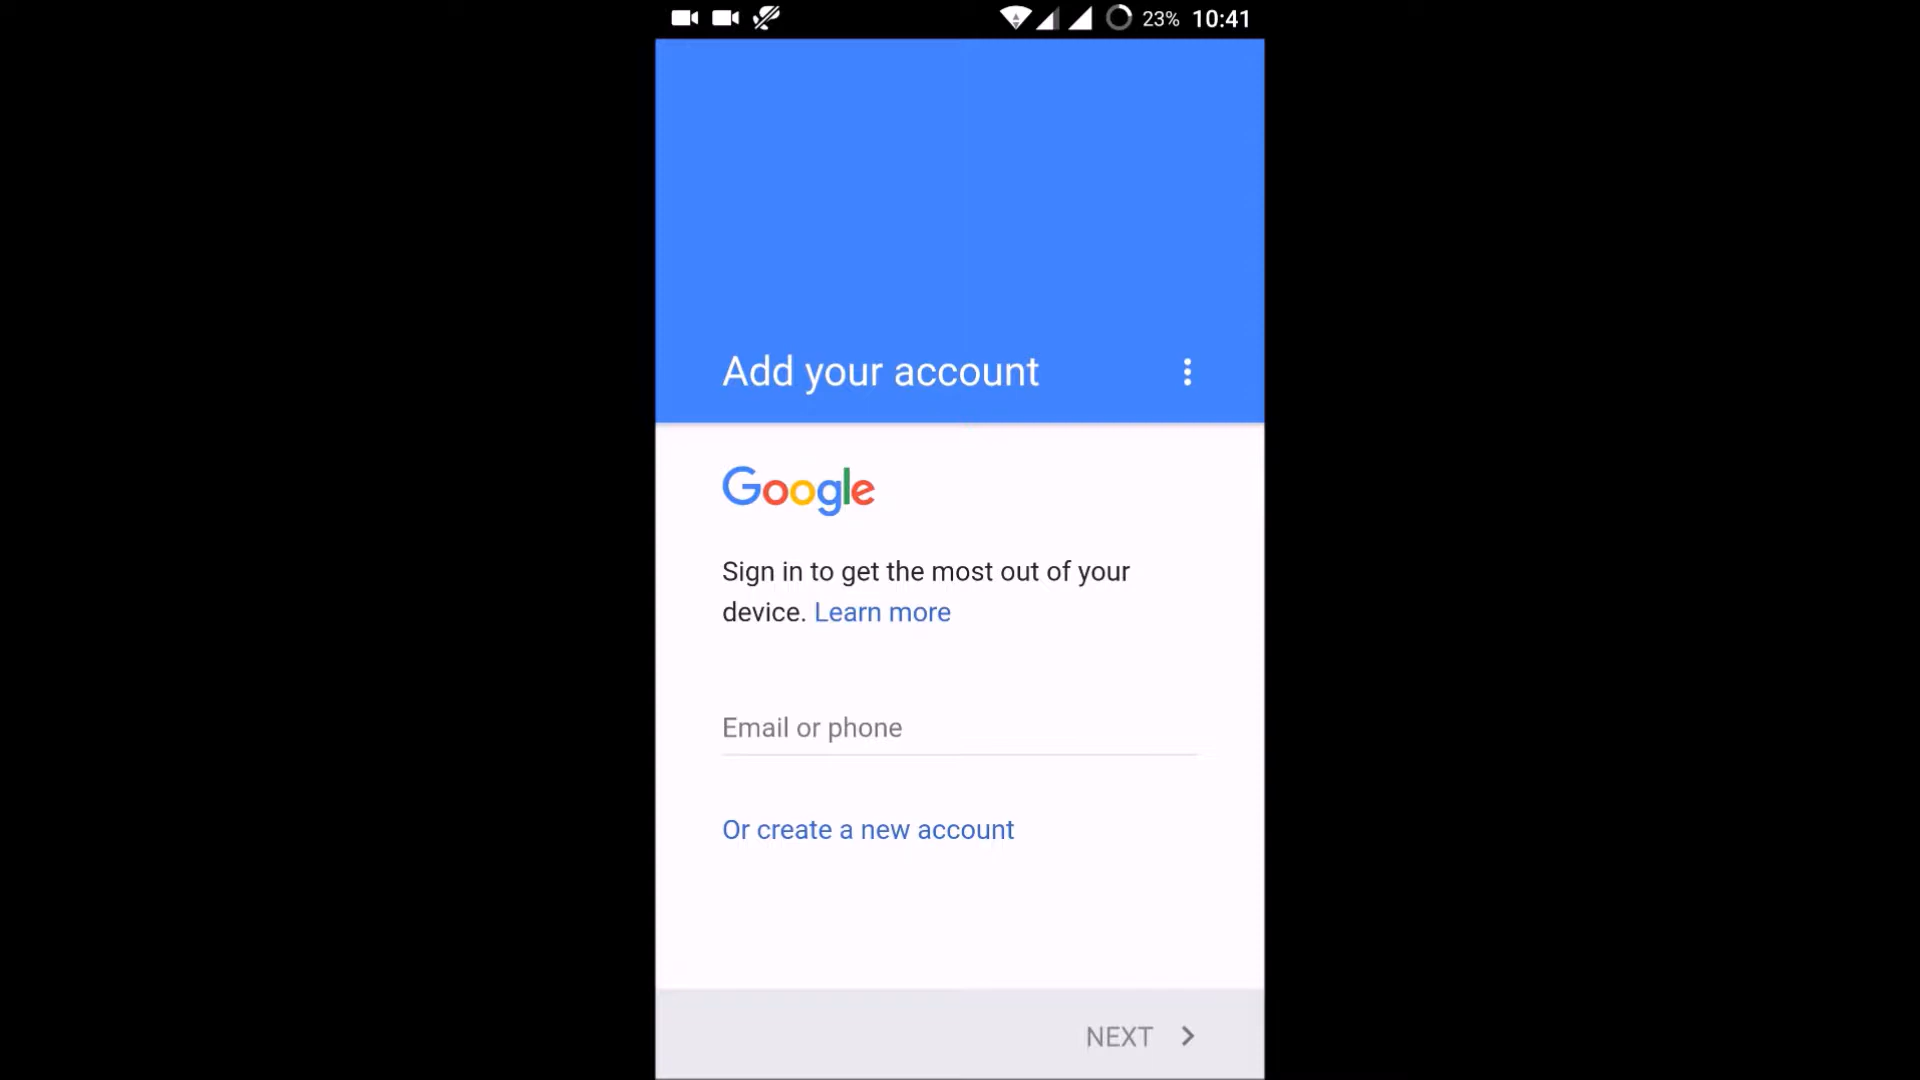 23% 10:41
Add your account
Google
Sign in to get the most out of your
device. Learn more
Email or phone
Or create a new account
NEXT